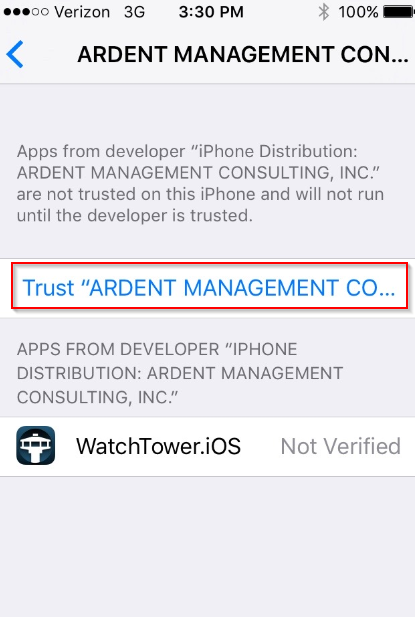 Verizon 3G 3:30 PM 100%
ARDENT MANAGEMENT CON...
Apps from developer “iPhone Distribution:
ARDENT MANAGEMENT CONSULTING, INC.”
are not trusted on this iPhone and will not run
until the developer is trusted.
Trust “ARDENT MANAGEMENT CO...
APPS FROM DEVELOPER “IPHONE
DISTRIBUTION: ARDENT MANAGEMENT
CONSULTING, INC.”
WatchTower.iOS Not Verified